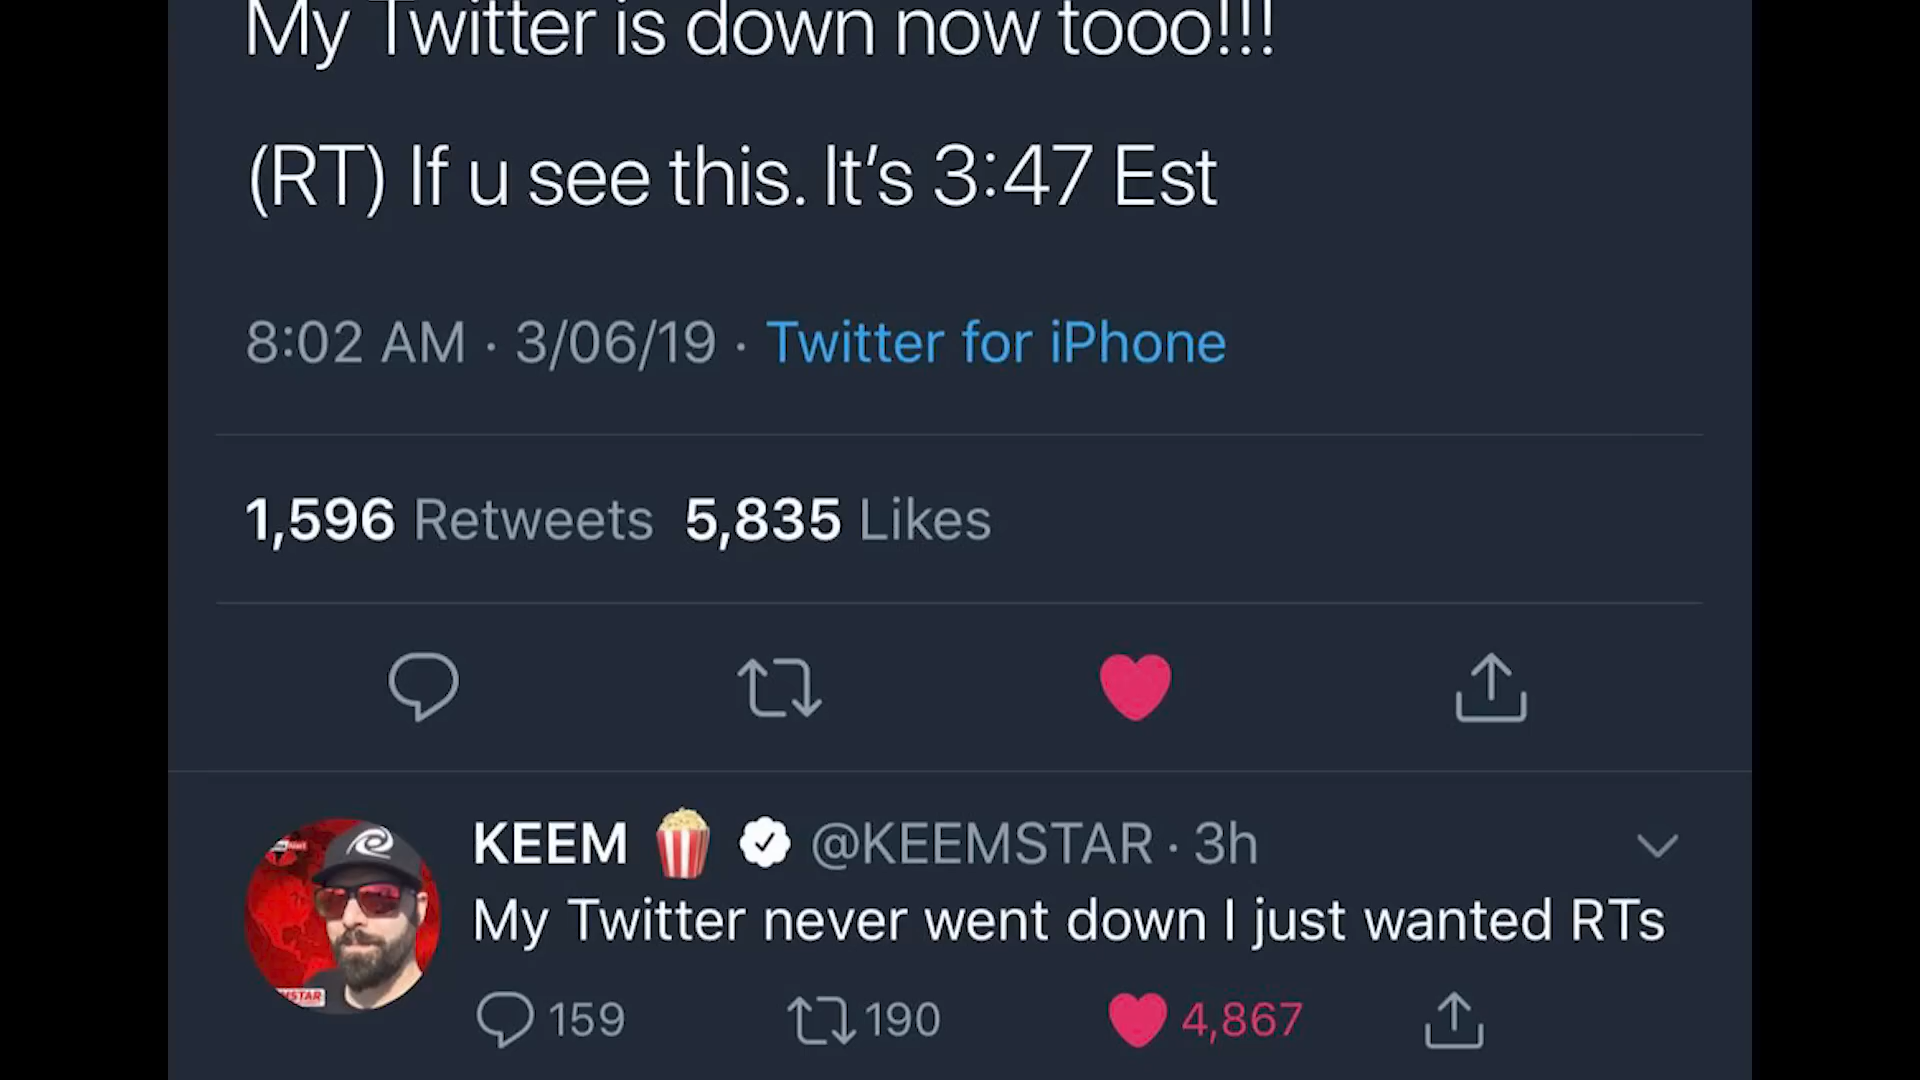 My Twitter is down now tooo!!!
(RT) If u see this. It’s 3:47 Est
8:02 AM · 3/06/19 · Twitter for iPhone
1,596 Retweets 5,835 Likes
KEEM 🍿 @KEEMSTAR · 3h
My Twitter never went down I just wanted RTs
159 190 4,867